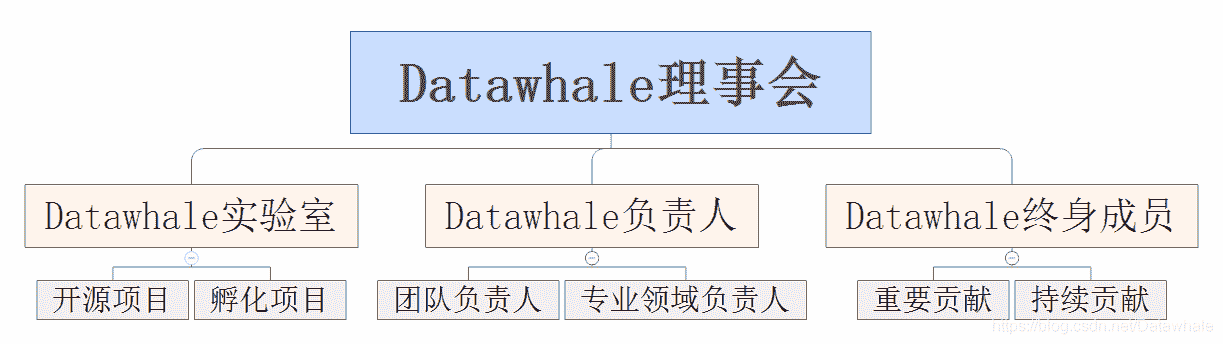 Datawhale理事会
Datawhale实验室
Datawhale负责人
Datawhale终身成员
开源项目
孵化项目
团队负责人
专业领域负责人
重要贡献
持续贡献
https://blog.csdn.net/Datawhale